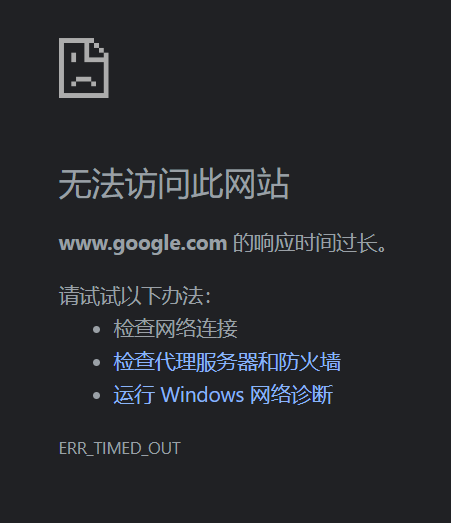 无法访问此网站
www.google.com 的响应时间过长。
请试试以下办法：
检查网络连接
检查代理服务器和防火墙
运行 Windows 网络诊断
ERR_TIMED_OUT